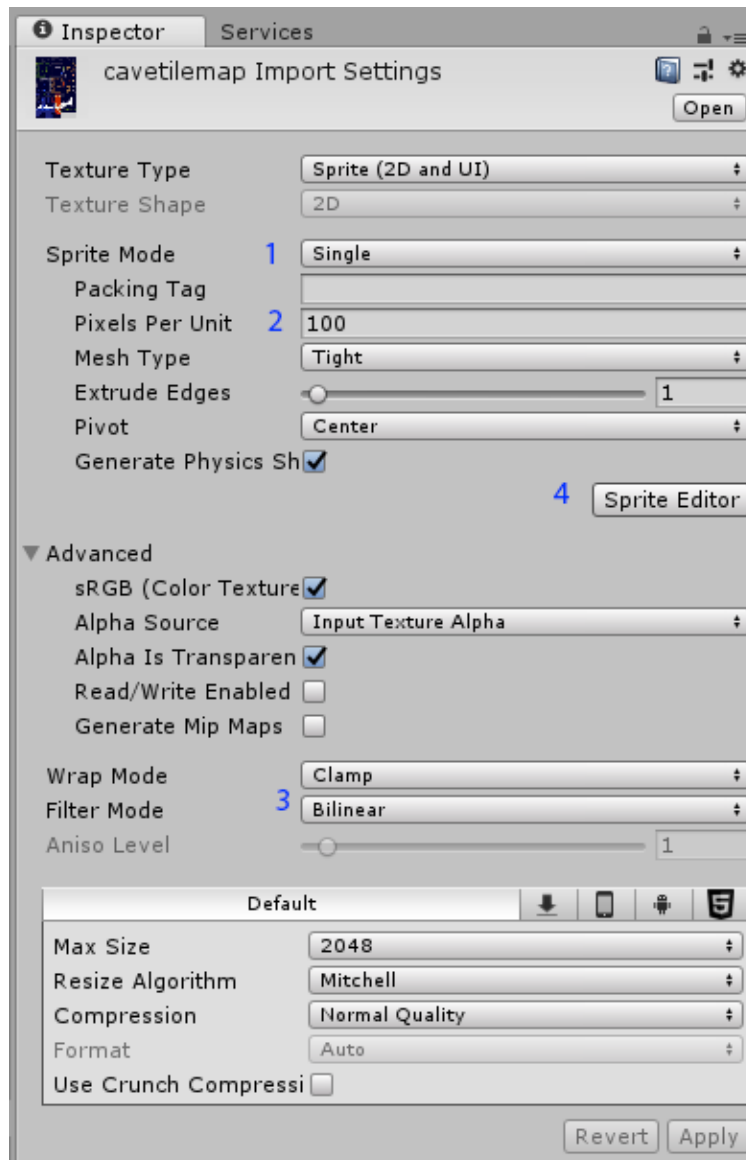 Inspector Services
cavetilemap Import Settings
Open
Texture Type Sprite (2D and UI)
Texture Shape 2D
Sprite Mode 1 Single
Packing Tag
Pixels Per Unit 2 100
Mesh Type Tight
Extrude Edges 1
Pivot Center
Generate Physics Sh
4 Sprite Editor
Advanced
sRGB (Color Texture
Alpha Source Input Texture Alpha
Alpha Is Transparen
Read/Write Enabled
Generate Mip Maps
Wrap Mode Clamp
Filter Mode 3 Bilinear
Aniso Level 1
Default
Max Size 2048
Resize Algorithm Mitchell
Compression Normal Quality
Format Auto
Use Crunch Compressi
Revert Apply